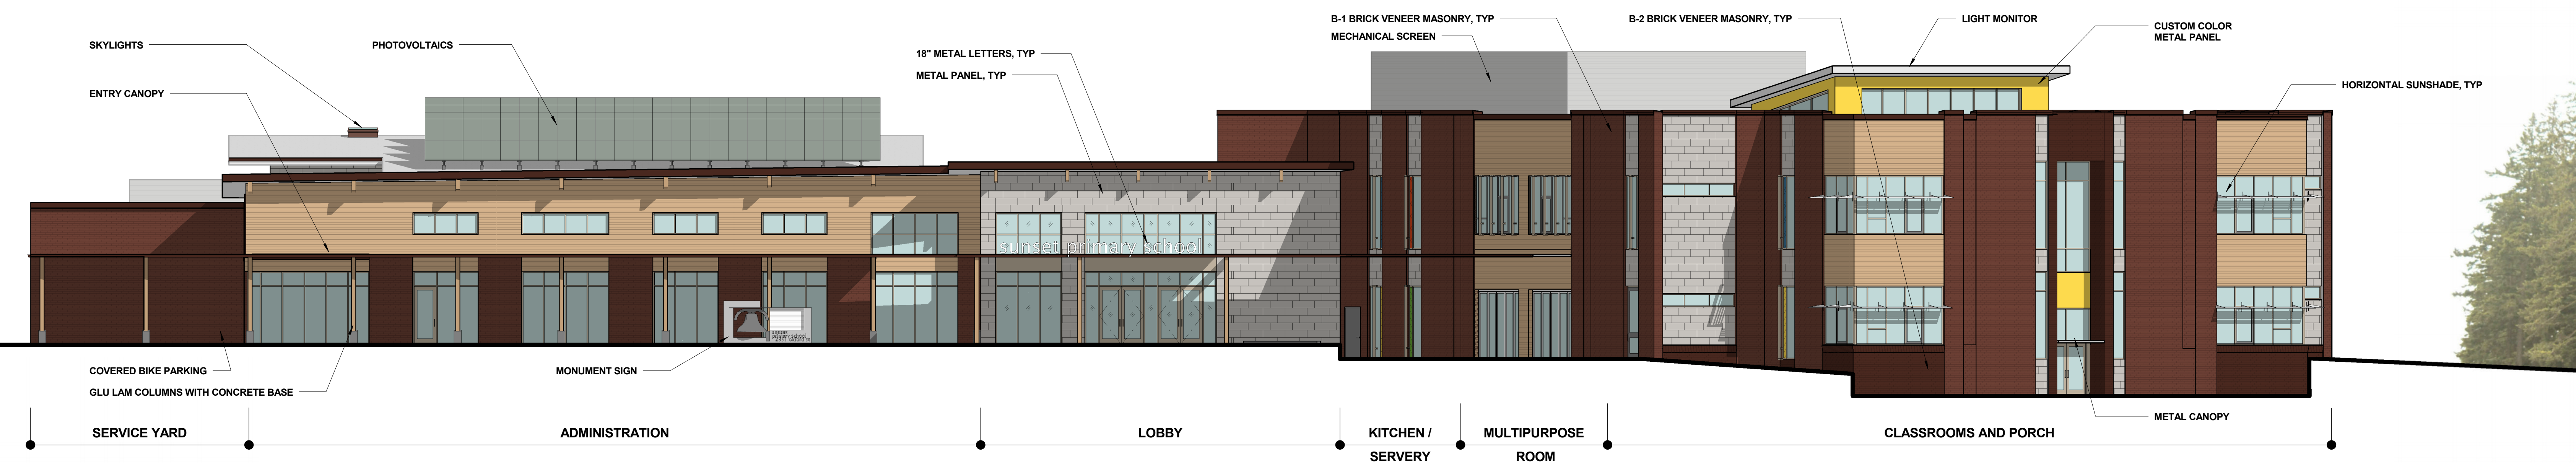 SKYLIGHTS
PHOTOVOLTAICS
ENTRY CANOPY
18" METAL LETTERS, TYP
METAL PANEL, TYP
B-1 BRICK VENEER MASONRY, TYP
MECHANICAL SCREEN
B-2 BRICK VENEER MASONRY, TYP
LIGHT MONITOR
CUSTOM COLOR
METAL PANEL
HORIZONTAL SUNSHADE, TYP
sunset primary school
sunset
primary school
COVERED BIKE PARKING
GLU LAM COLUMNS WITH CONCRETE BASE
MONUMENT SIGN
METAL CANOPY
SERVICE YARD
ADMINISTRATION
LOBBY
KITCHEN /
SERVERY
MULTIPURPOSE
ROOM
CLASSROOMS AND PORCH